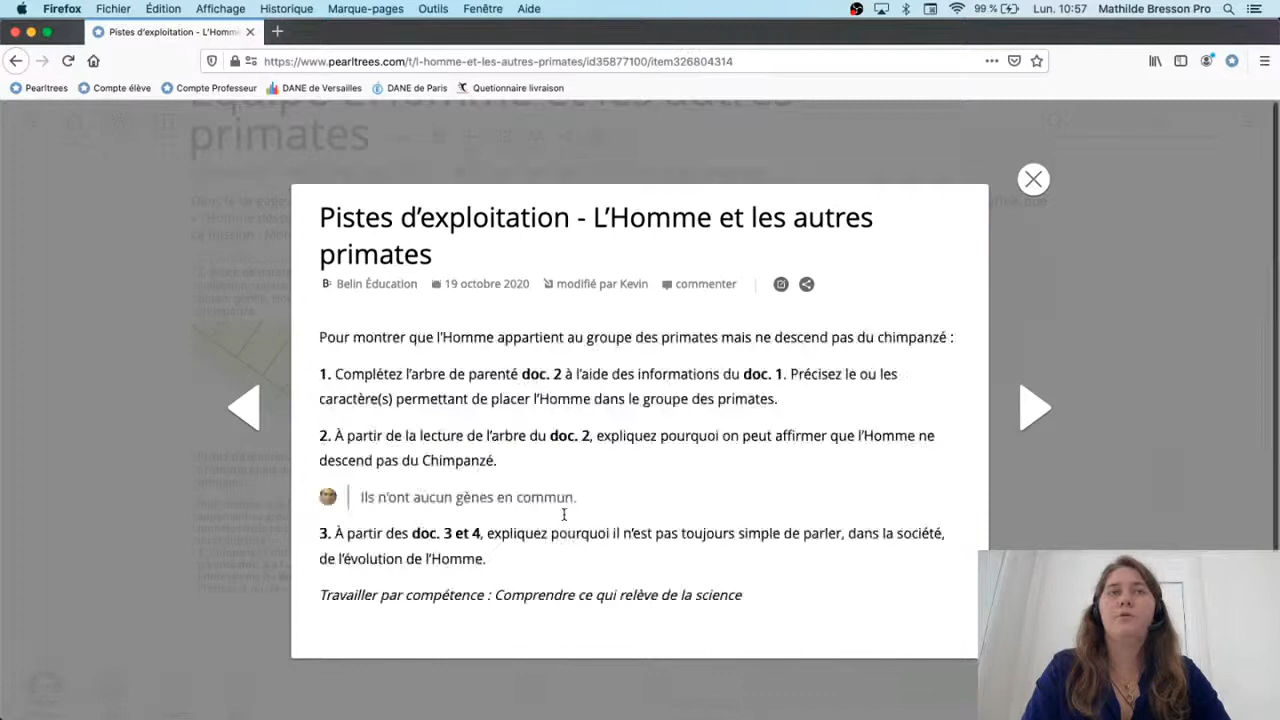 Firefox Fichier Édition Affichage Historique Marque-pages Outils Fenêtre Aide 99 % Lun. 10:57 Mathilde Bresson Pro
Pistes d'exploitation - L'Homme
https://www.pearltrees.com/t/l-homme-et-les-autres-primates/id35877100/item326804314
Pearltrees Compte élève Compte Professeur DANE de Versailles DANE de Paris Quetionnaire livraison
Équipe L'Homme et les autres
primates
Pistes d'exploitation - L'Homme et les autres
primates
Belin Éducation 19 octobre 2020 modifié par Kevin commenter
Pour montrer que l'Homme appartient au groupe des primates mais ne descend pas du chimpanzé :
1. Complétez l'arbre de parenté doc. 2 à l'aide des informations du doc. 1. Précisez le ou les
caractère(s) permettant de placer l'Homme dans le groupe des primates.
2. À partir de la lecture de l'arbre du doc. 2, expliquez pourquoi on peut affirmer que l'Homme ne
descend pas du Chimpanzé.
Ils n'ont aucun gènes en commun.
3. À partir des doc. 3 et 4, expliquez pourquoi il n'est pas toujours simple de parler, dans la société,
de l'évolution de l'Homme.
Travailler par compétence : Comprendre ce qui relève de la science